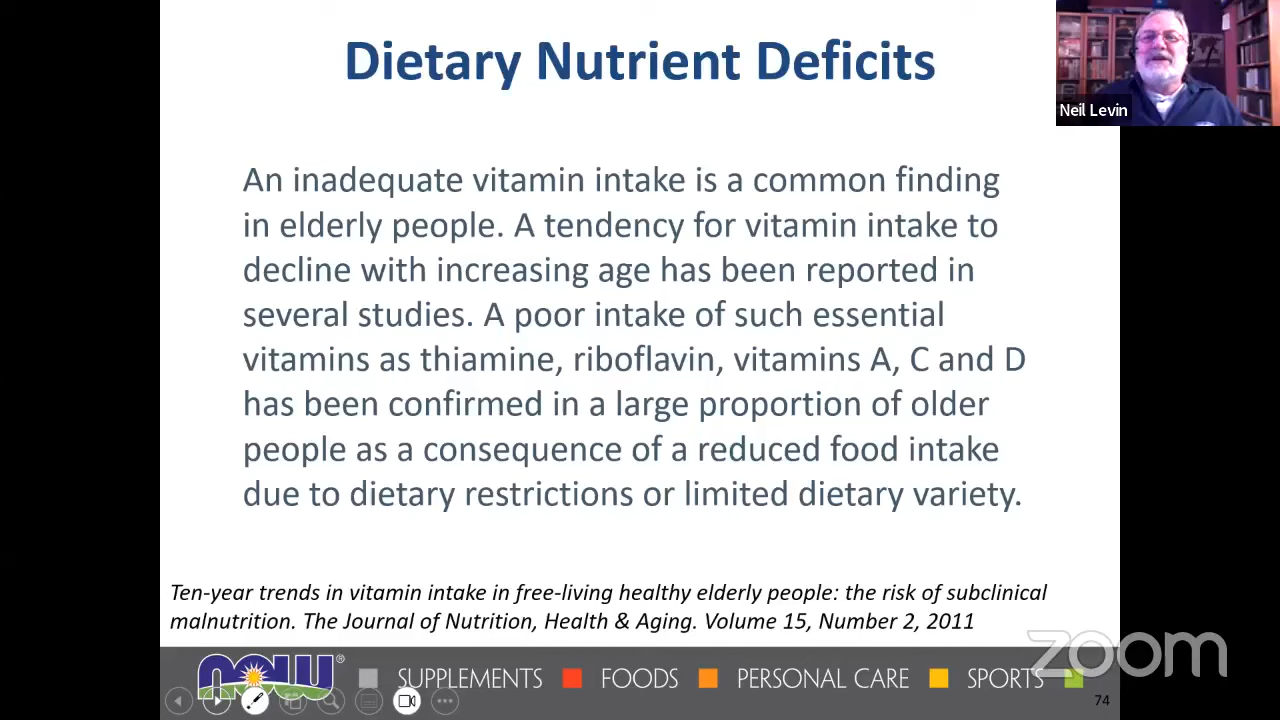 Dietary Nutrient Deficits
Neil Levin
An inadequate vitamin intake is a common finding
in elderly people. A tendency for vitamin intake to
decline with increasing age has been reported in
several studies. A poor intake of such essential
vitamins as thiamine, riboflavin, vitamins A, C and D
has been confirmed in a large proportion of older
people as a consequence of a reduced food intake
due to dietary restrictions or limited dietary variety.
Ten-year trends in vitamin intake in free-living healthy elderly people: the risk of subclinical
malnutrition. The Journal of Nutrition, Health & Aging. Volume 15, Number 2, 2011
zoom
NOW® SUPPLEMENTS FOODS PERSONAL CARE SPORTS
74